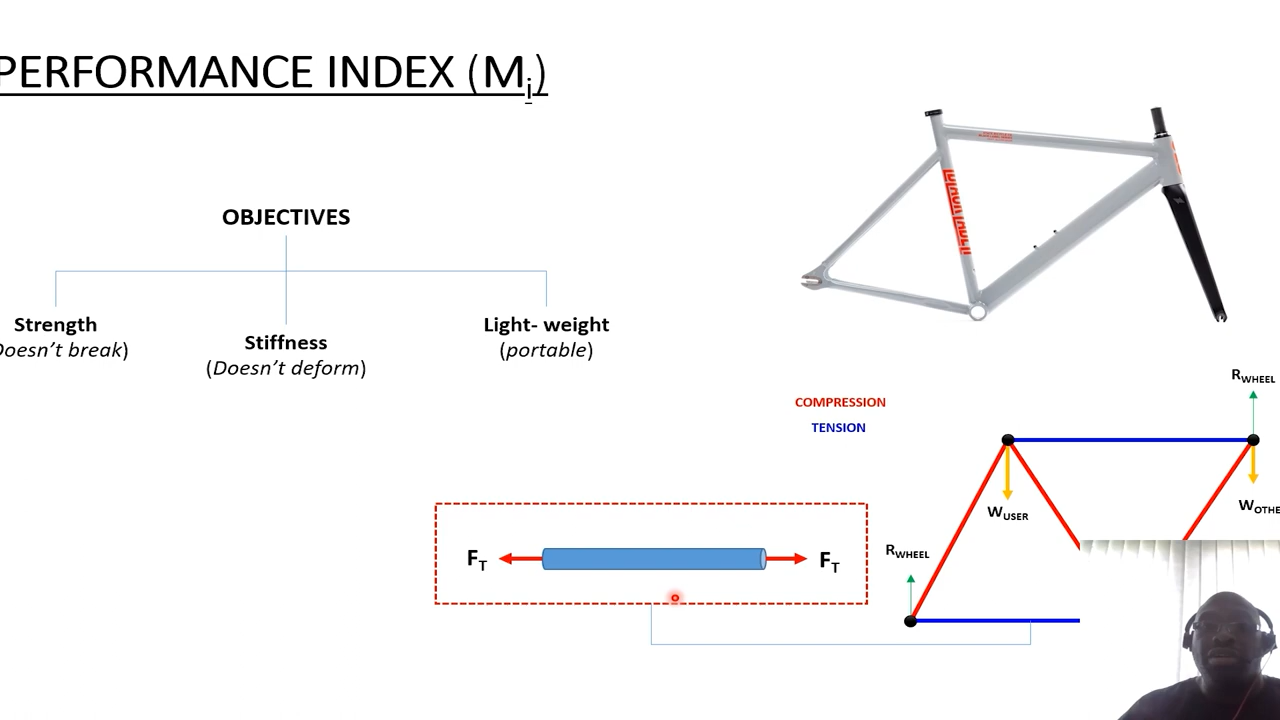 PERFORMANCE INDEX (Mi)
OBJECTIVES
Strength
Doesn’t break)
Stiffness
(Doesn’t deform)
Light- weight
(portable)
COMPRESSION
TENSION
RWHEEL
WUSER
WOTHE
RWHEEL
FT
FT